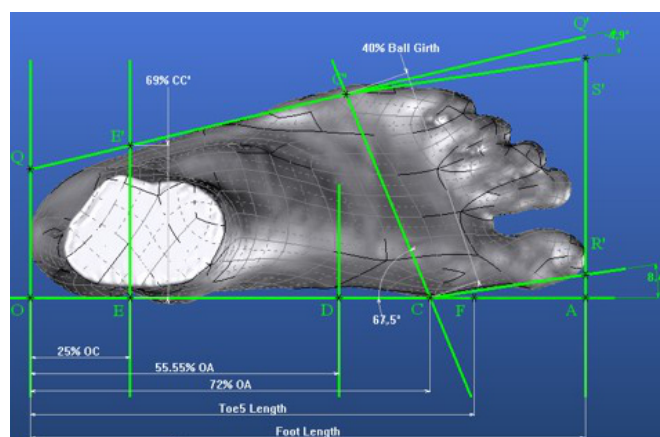 Q'
-4,9°
40% Ball Girth
C'
69% CC'
S'
E'
Q
R'
8,
67,5°
O
E
D
C
F
A
25% OC
55.55% OA
72% OA
Toe5 Length
Foot Length